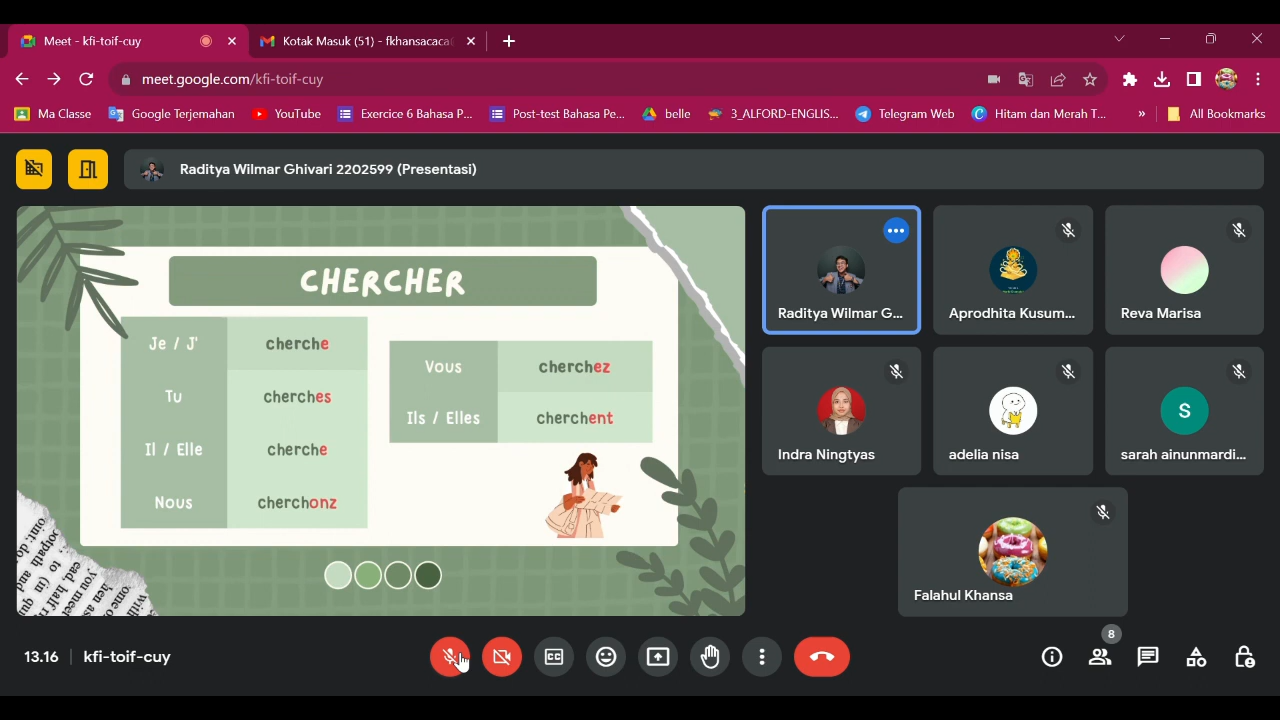 Meet - kfi-toif-cuy
Kotak Masuk (51) - fkhansacaca
meet.google.com/kfi-toif-cuy
Ma Classe
Google Terjemahan
YouTube
Exercice 6 Bahasa P...
Post-test Bahasa Pe...
belle
3_ALFORD-ENGLIS...
Telegram Web
Hitam dan Merah T...
»
All Bookmarks
Raditya Wilmar Ghivari 2202599 (Presentasi)
CHERCHER
Je / J' cherche
Tu cherches
Il / Elle cherche
Nous cherchonz
Vous cherchez
Ils / Elles cherchent
Raditya Wilmar G...
Aprodhita Kusum...
Reva Marisa
Indra Ningtyas
adelia nisa
S
sarah ainunmardi...
Falahul Khansa
13.16 | kfi-toif-cuy
CC
8